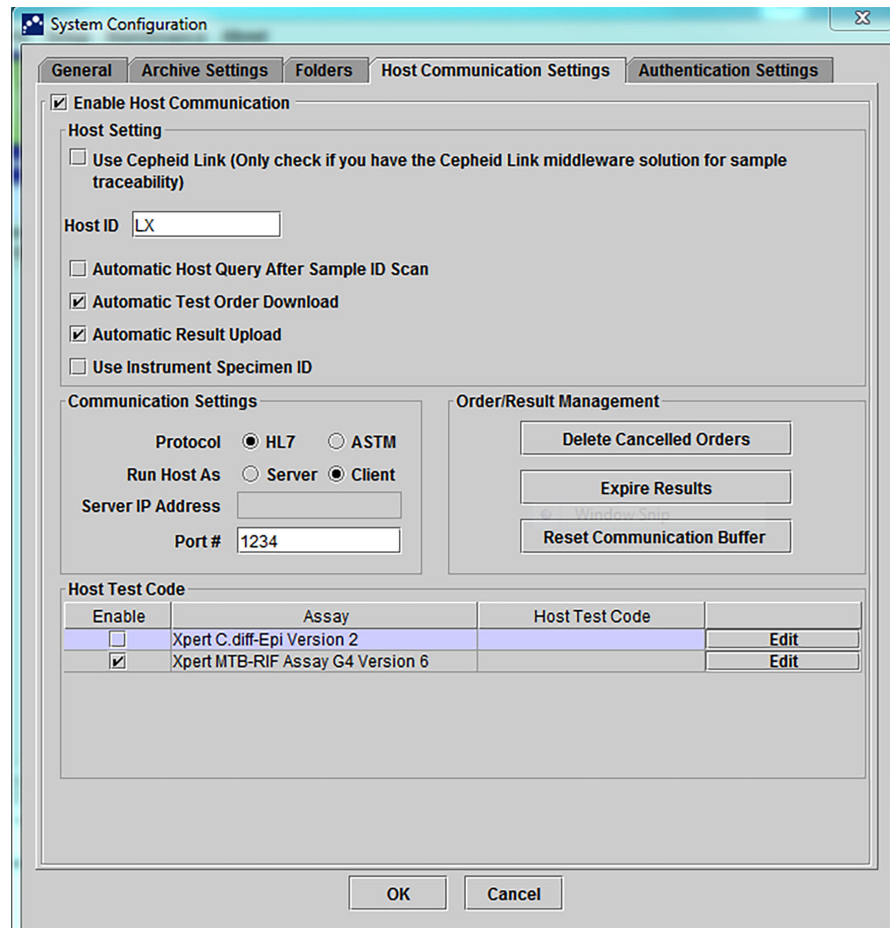 System Configuration
General Archive Settings Folders Host Communication Settings Authentication Settings
Enable Host Communication
Host Setting
Use Cepheid Link (Only check if you have the Cepheid Link middleware solution for sample
traceability)
Host ID LX
Automatic Host Query After Sample ID Scan
Automatic Test Order Download
Automatic Result Upload
Use Instrument Specimen ID
Communication Settings
Protocol HL7 ASTM
Run Host As Server Client
Server IP Address
Port # 1234
Order/Result Management
Delete Cancelled Orders
Expire Results
Window Snip
Reset Communication Buffer
Host Test Code
Enable Assay Host Test Code
Xpert C.diff-Epi Version 2 Edit
Xpert MTB-RIF Assay G4 Version 6 Edit
OK Cancel